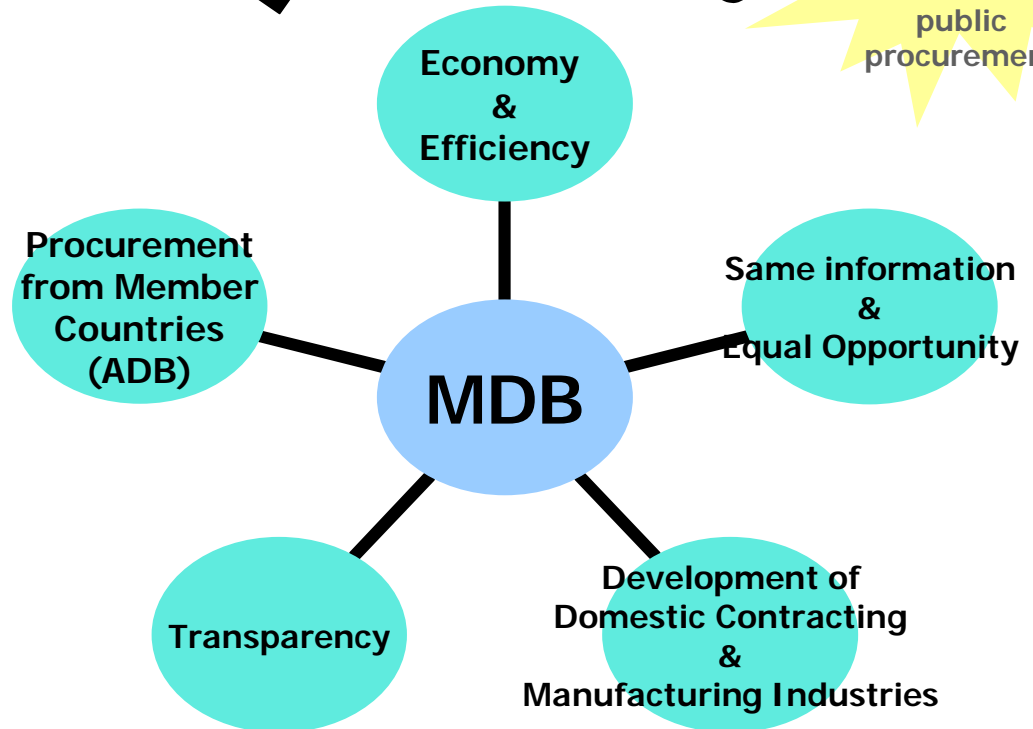 public
Economy
&
Efficiency
Procurement
from Member
Countries
(ADB)
Same information
&
Equal Opportunity
MDB
Transparency
Development of
Domestic Contracting
&
Manufacturing Industries